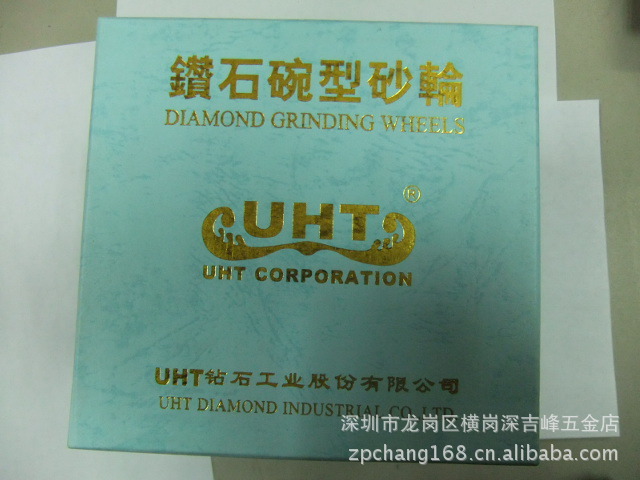 鑽石碗型砂輪
DIAMOND GRINDING WHEELS
UHT®
UHT CORPORATION
UHT钻石工业股份有限公司
UHT DIAMOND INDUSTRIAL CO.,LTD
深圳市龙岗区横岗深吉峰五金店
zpchang168.cn.alibaba.com